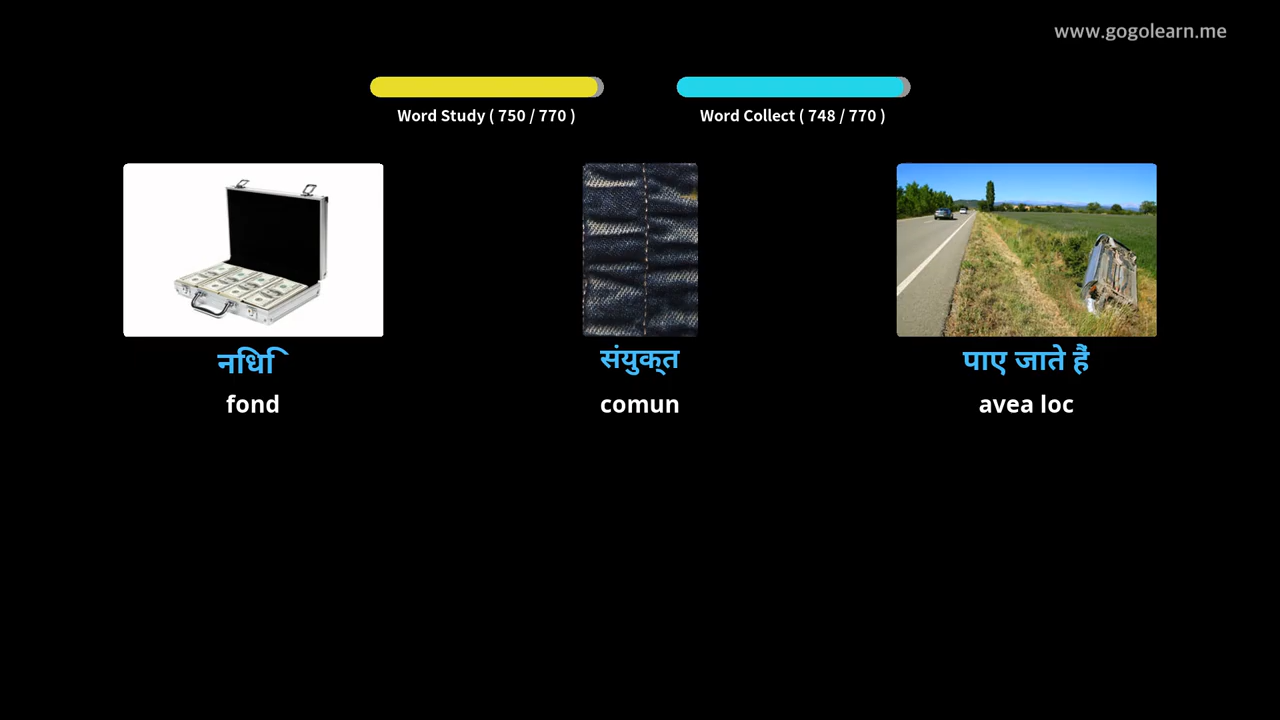 www.gogolearn.me
Word Study ( 750 / 770 )
Word Collect ( 748 / 770 )
निधि
संयुक्त
पाए जाते हैं
fond
comun
avea loc